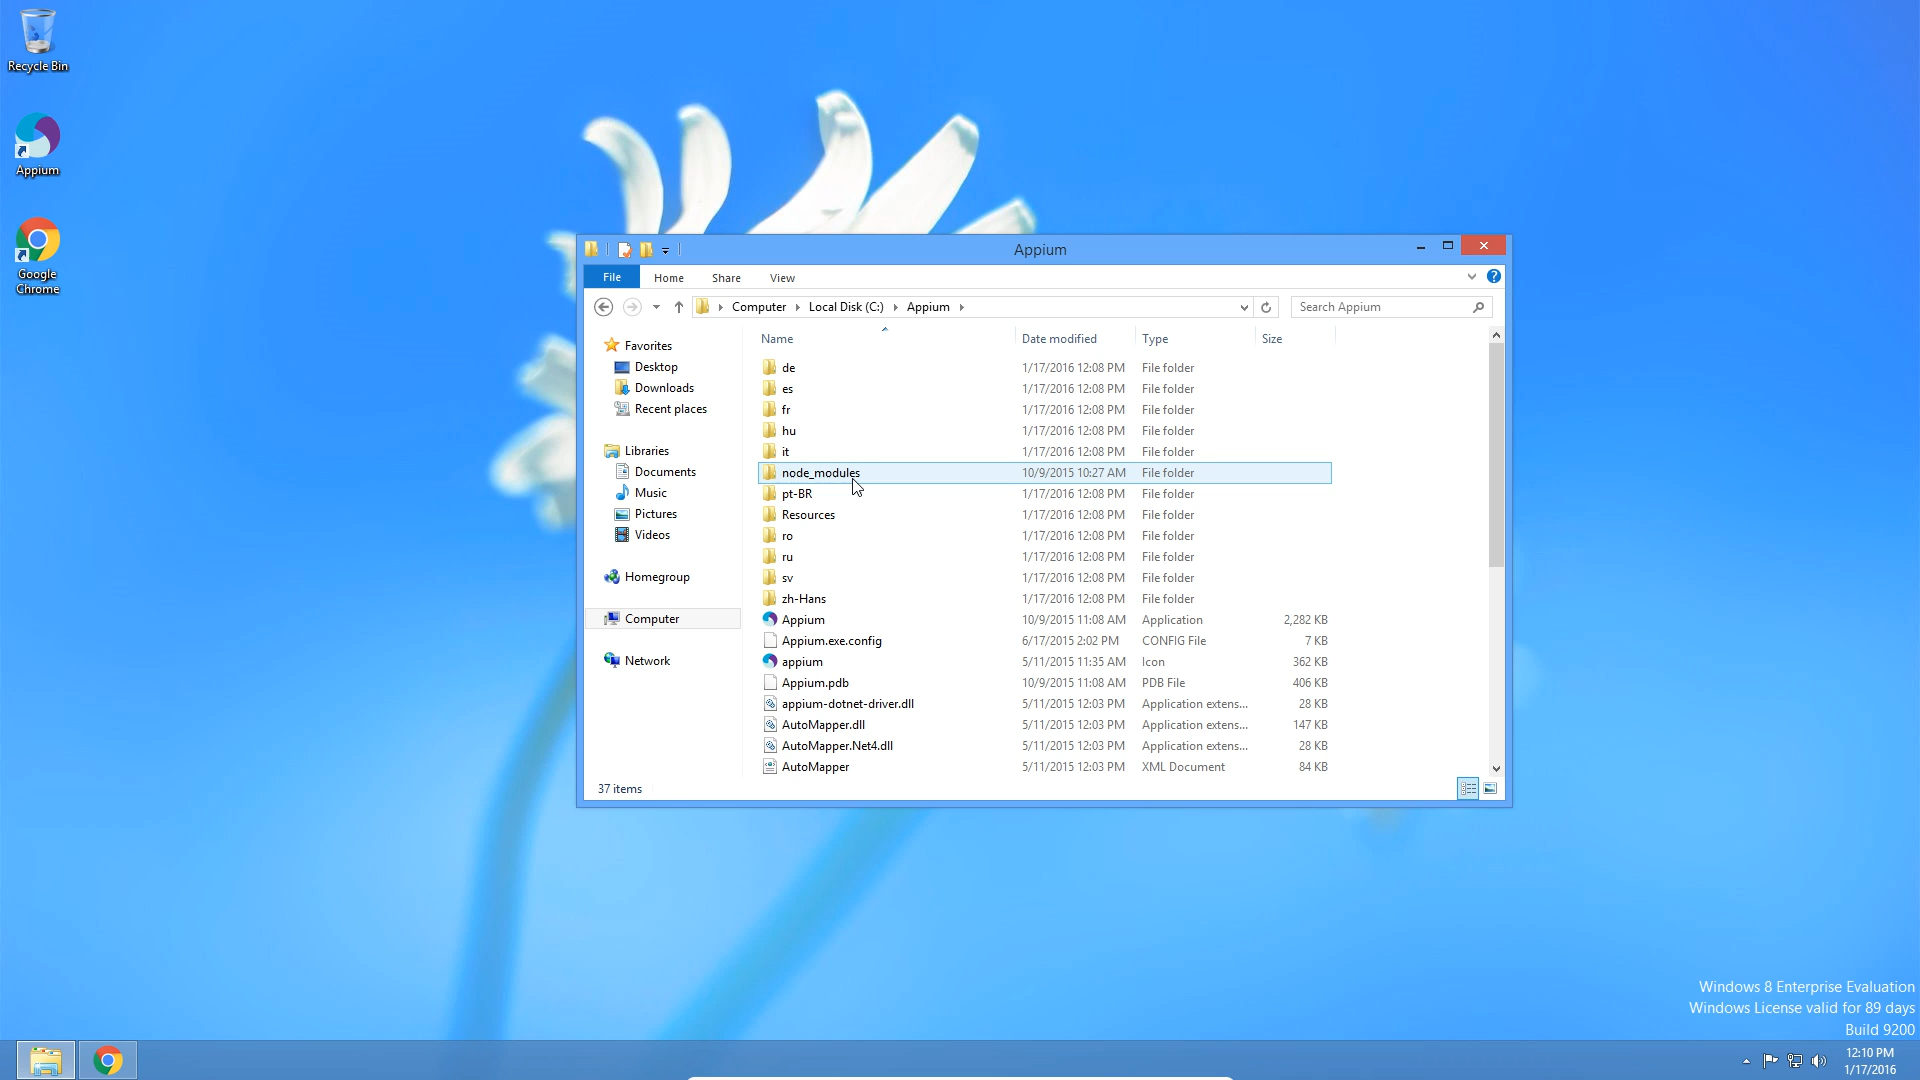 Recycle Bin
Appium
Google
Chrome
Appium
File Home Share View
Computer Local Disk (C:) Appium
Search Appium
Favorites
Desktop
Downloads
Recent places
Libraries
Documents
Music
Pictures
Videos
Homegroup
Computer
Network
Name Date modified Type Size
de 1/17/2016 12:08 PM File folder
es 1/17/2016 12:08 PM File folder
fr 1/17/2016 12:08 PM File folder
hu 1/17/2016 12:08 PM File folder
it 1/17/2016 12:08 PM File folder
node_modules 10/9/2015 10:27 AM File folder
pt-BR 1/17/2016 12:08 PM File folder
Resources 1/17/2016 12:08 PM File folder
ro 1/17/2016 12:08 PM File folder
ru 1/17/2016 12:08 PM File folder
sv 1/17/2016 12:08 PM File folder
zh-Hans 1/17/2016 12:08 PM File folder
Appium 10/9/2015 11:08 AM Application 2,282 KB
Appium.exe.config 6/17/2015 2:02 PM CONFIG File 7 KB
appium 5/11/2015 11:35 AM Icon 362 KB
Appium.pdb 10/9/2015 11:08 AM PDB File 406 KB
appium-dotnet-driver.dll 5/11/2015 12:03 PM Application extens... 28 KB
AutoMapper.dll 5/11/2015 12:03 PM Application extens... 147 KB
AutoMapper.Net4.dll 5/11/2015 12:03 PM Application extens... 28 KB
AutoMapper 5/11/2015 12:03 PM XML Document 84 KB
37 items
Windows 8 Enterprise Evaluation
Windows License valid for 89 days
Build 9200
12:10 PM
1/17/2016